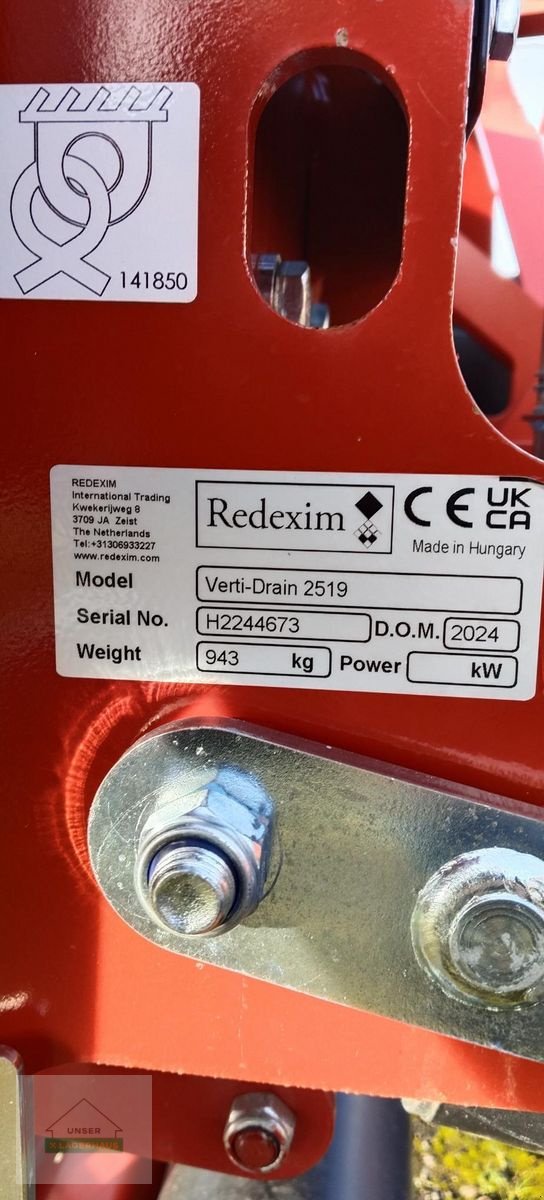 141850
REDEXIM
International Trading
Kwekerijweg 8
3709 JA Zeist
The Netherlands
Tel:+31306933227
www.redexim.com
Redexim
CE UK CA
Made in Hungary
Model Verti-Drain 2519
Serial No. H2244673 D.O.M. 2024
Weight 943 kg Power kW
UNSER
X LAGERHAUS